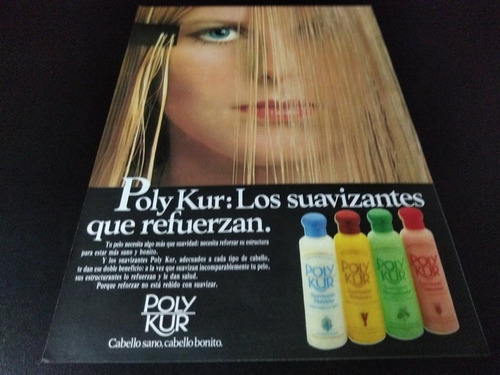 Poly Kur: Los suavizantes
que refuerzan.
Tu pelo necesita algo más que suavidad: necesita reforzar su estructura
para estar más sano y bonito.
Y los suavizantes Poly Kur, adecuados a cada tipo de cabello,
te dan ese doble beneficio: a la vez que suavizan incomparablemente tu pelo,
sus estructurantes lo refuerzan y le dan salud.
Porque reforzar no está reñido con suavizar.
POLY
KUR
Cabello sano, cabello bonito.
POLY
KUR
POLY
KUR
POLY
KUR
POLY
KUR